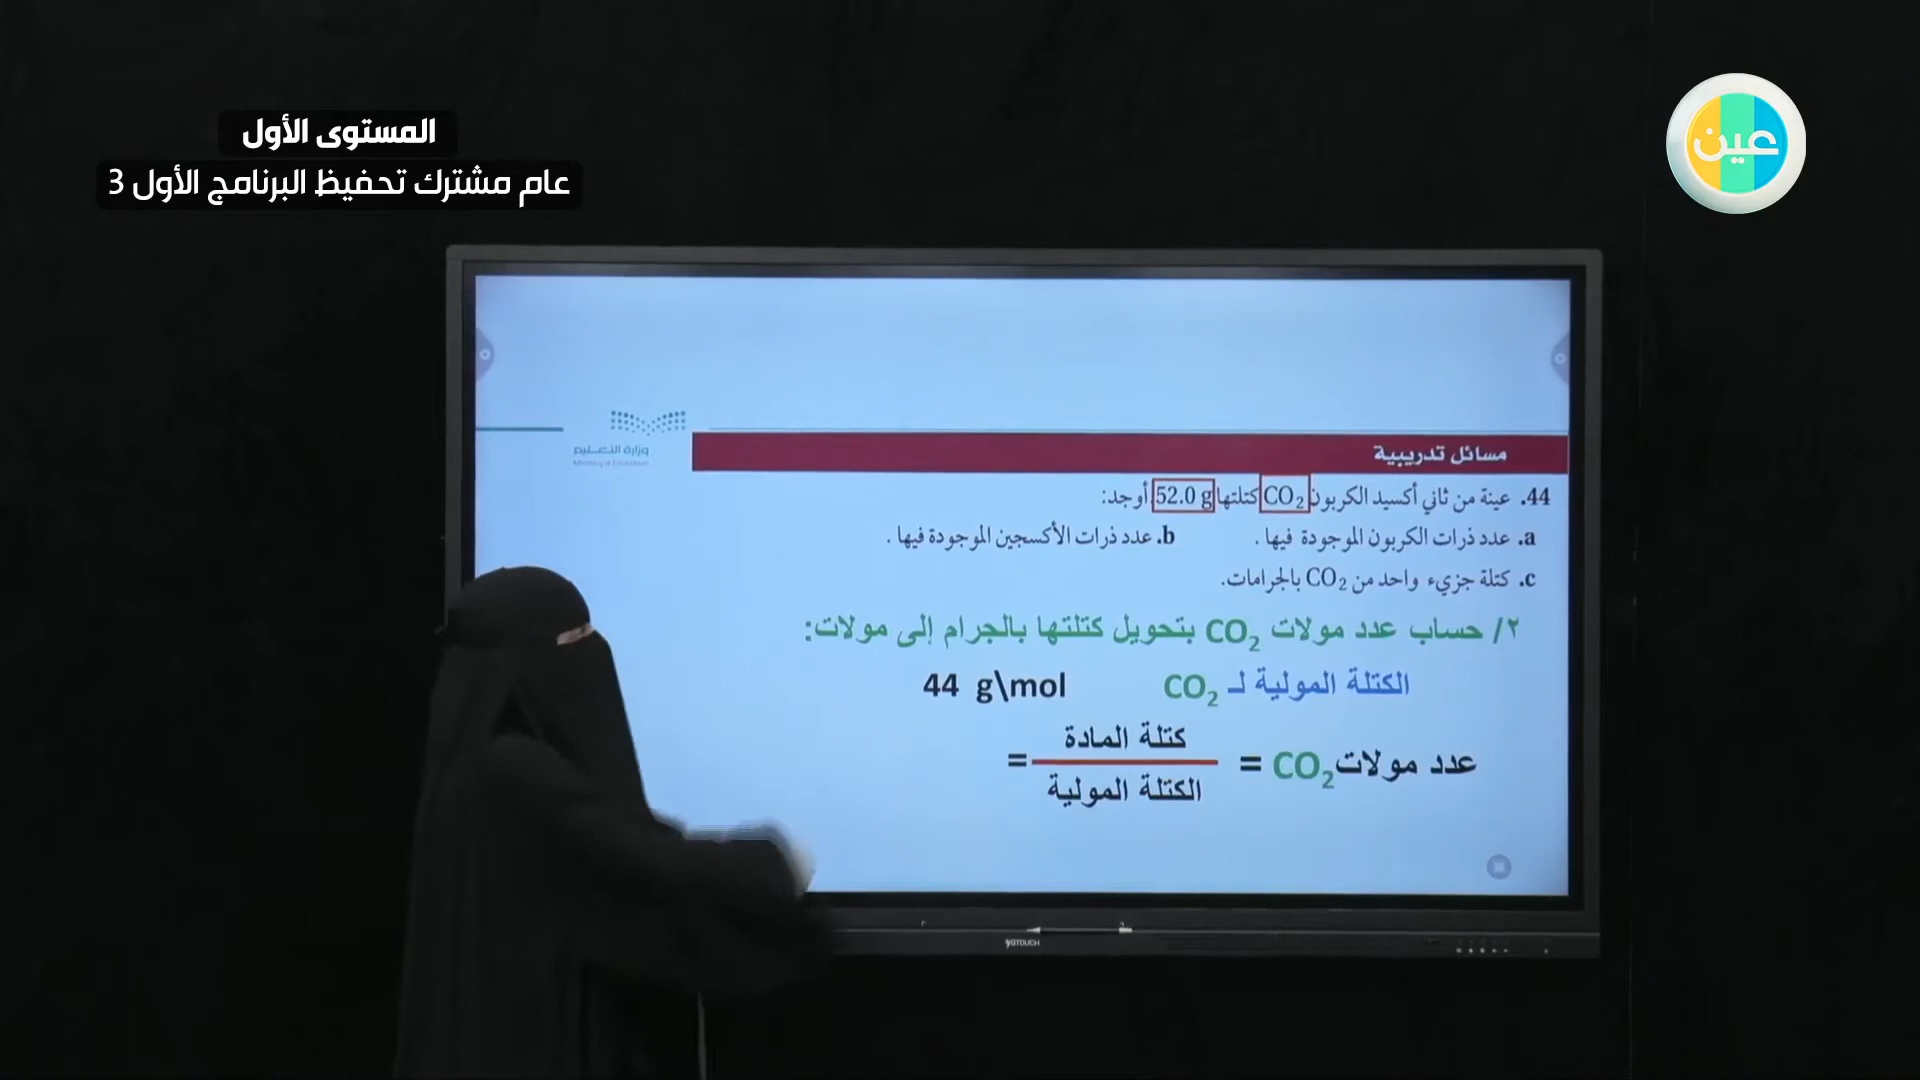 المستوى الأول
عام مشترك تحفيظ البرنامج الأول 3
عين
وزارة التعليم
Ministry of Education
مسائل تدريبية
44. عينة من ثاني أكسيد الكربون CO₂ كتلتها 52.0 g أوجد:
a. عدد ذرات الكربون الموجودة فيها . b. عدد ذرات الأكسجين الموجودة فيها .
c. كتلة جزيء واحد من CO₂ بالجرامات.
٢/ حساب عدد مولات CO₂ بتحويل كتلتها بالجرام إلى مولات:
الكتلة المولية لـ CO₂ 44 g\mol
عدد مولات CO₂ = كتلة المادة =
الكتلة المولية